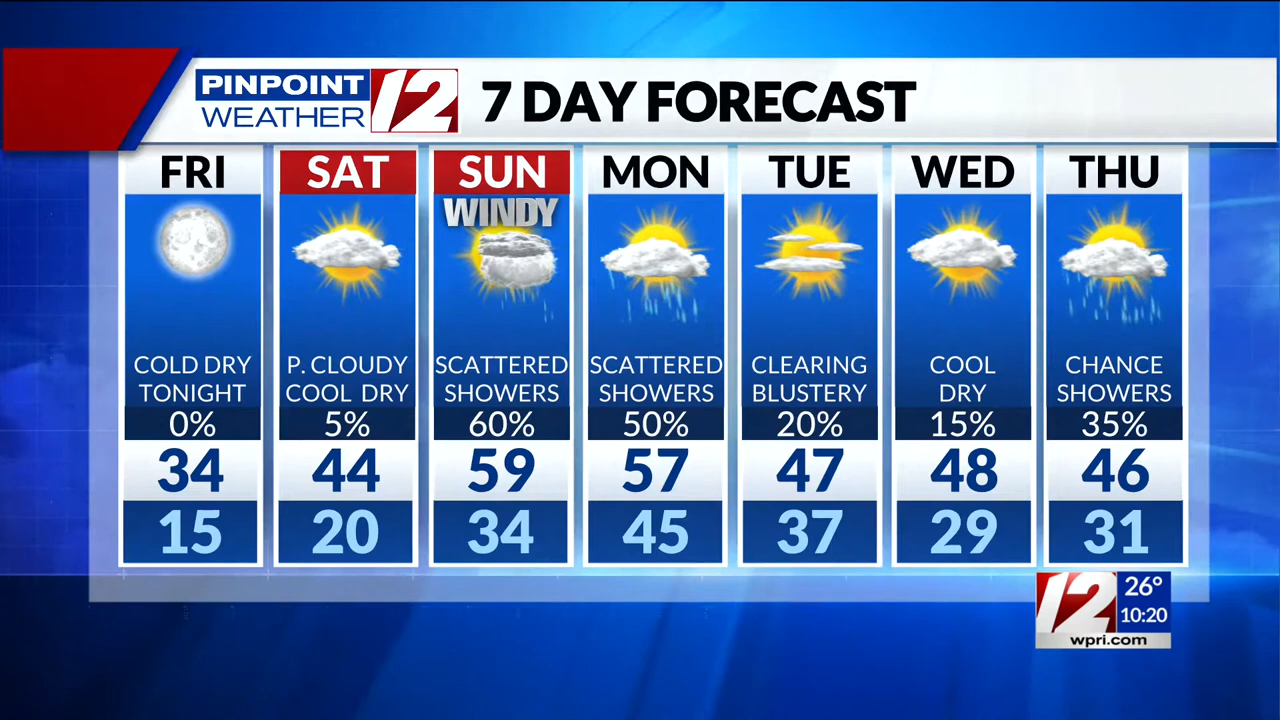 PINPOINT
WEATHER 12
7 DAY FORECAST
FRI SAT SUN MON TUE WED THU
WINDY
COLD DRY P. CLOUDY SCATTERED SCATTERED CLEARING COOL CHANCE
TONIGHT COOL DRY SHOWERS SHOWERS BLUSTERY DRY SHOWERS
0% 5% 60% 50% 20% 15% 35%
34 44 59 57 47 48 46
15 20 34 45 37 29 31
12 26°
10:20
wpri.com